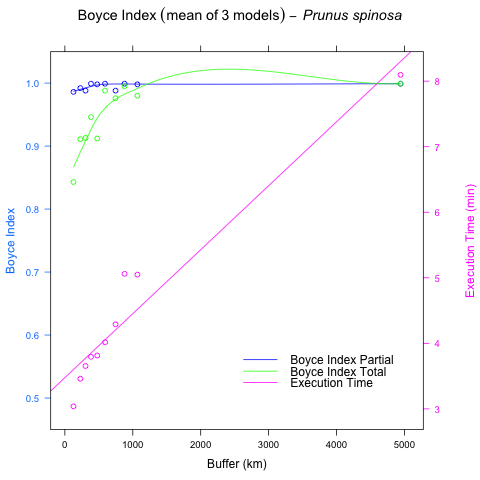 Boyce Index (mean of 3 models) – Prunus spinosa
1.0
0.9
0.8
0.7
0.6
0.5
Boyce Index
8
7
6
5
4
3
Execution Time (min)
Boyce Index Partial
Boyce Index Total
Execution Time
0 1000 2000 3000 4000 5000
Buffer (km)